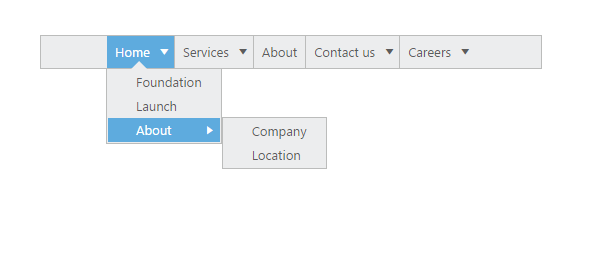 Home Services About Contact us Careers
Foundation
Launch
About
Company
Location